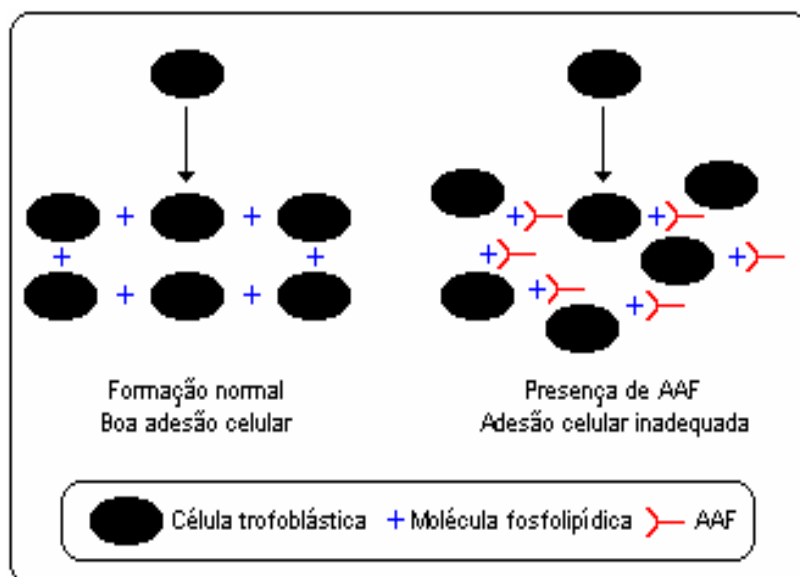 Formação normal
Boa adesão celular
Presença de AAF
Adesão celular inadequada
Célula trofoblástica + Molécula fosfolipídica AAF